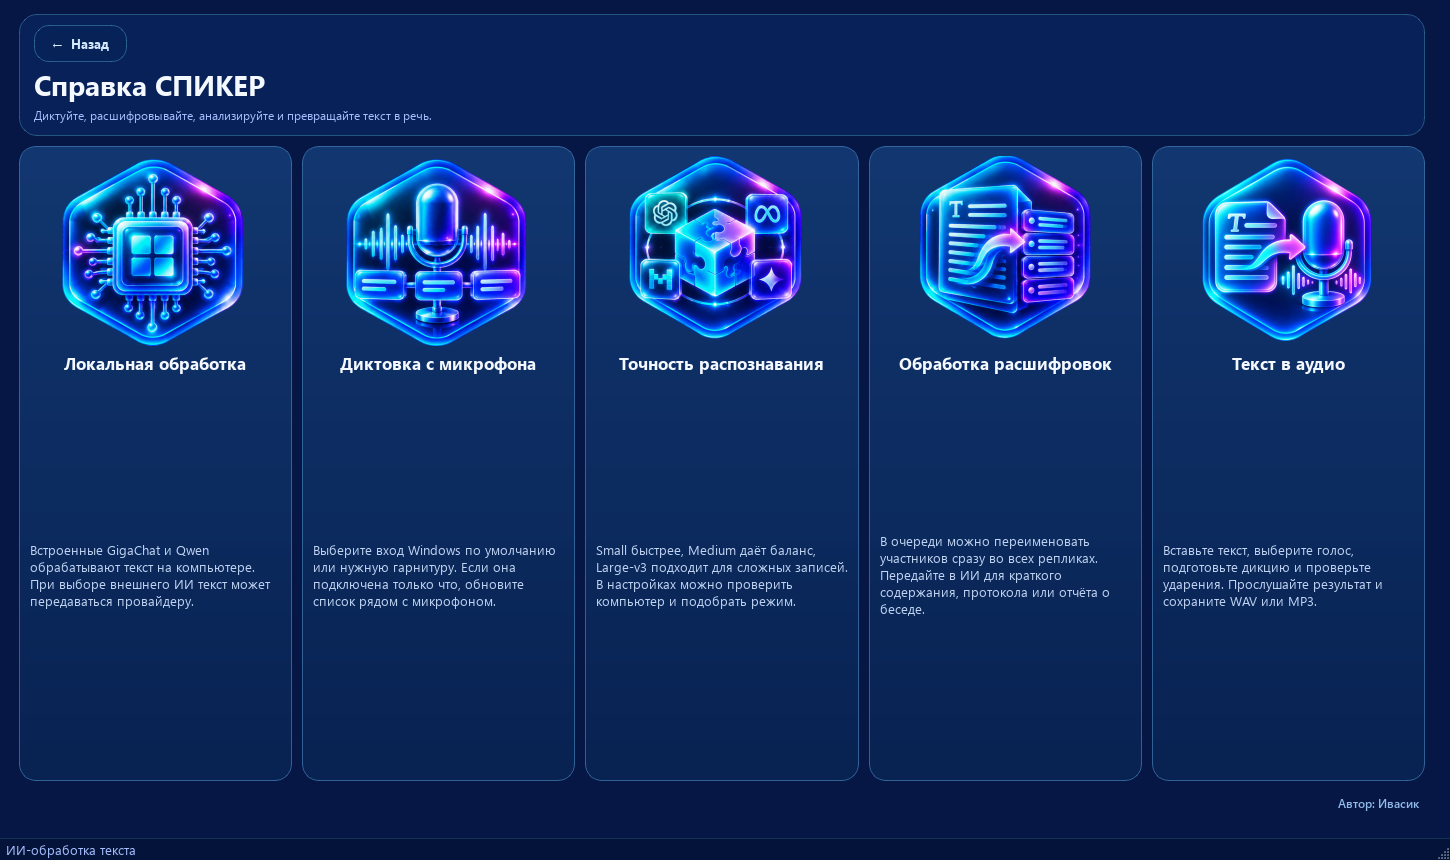 ← Назад
Справка СПИКЕР
Диктуйте, расшифровывайте, анализируйте и превращайте текст в речь.
Локальная обработка
Встроенные GigaChat и Qwen
обрабатывают текст на компьютере.
При выборе внешнего ИИ текст может
передаваться провайдеру.
Диктовка с микрофона
Выберите вход Windows по умолчанию
или нужную гарнитуру. Если она
подключена только что, обновите
список рядом с микрофоном.
Точность распознавания
Small быстрее, Medium даёт баланс,
Large-v3 подходит для сложных записей.
В настройках можно проверить
компьютер и подобрать режим.
T
Обработка расшифровок
В очереди можно переименовать
участников сразу во всех репликах.
Передайте в ИИ для краткого
содержания, протокола или отчёта о
беседе.
T
Текст в аудио
Вставьте текст, выберите голос,
подготовьте дикцию и проверьте
ударения. Прослушайте результат и
сохраните WAV или MP3.
Автор: Ивасик
ИИ-обработка текста